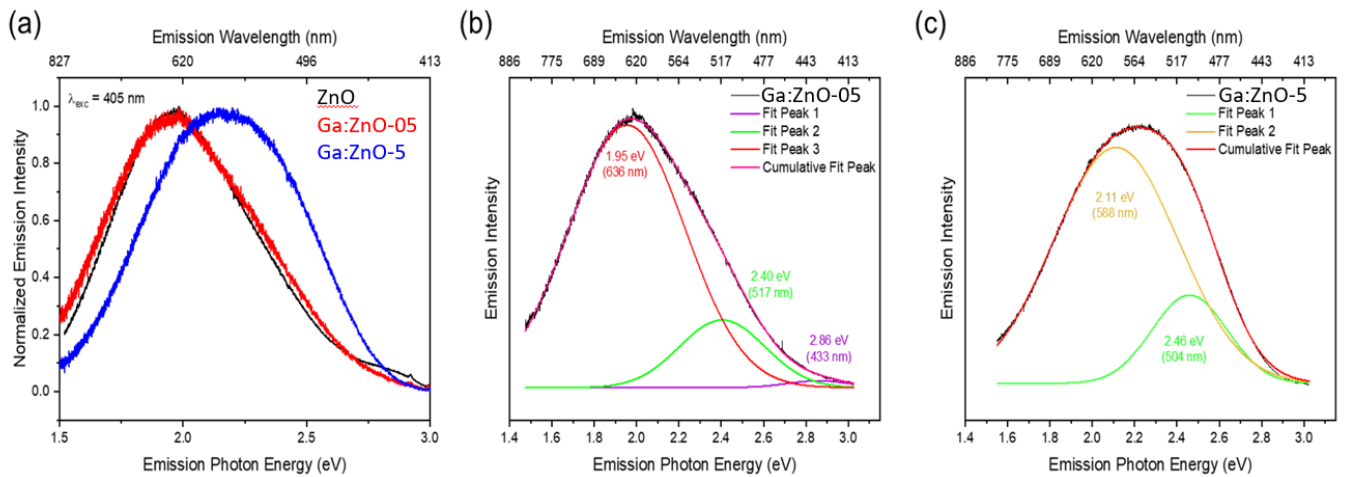 (a)
Emission Wavelength (nm)
827 620 496 413
λexc = 405 nm
ZnO
Ga:ZnO-05
Ga:ZnO-5
Normalized Emission Intensity
1.0
0.8
0.6
0.4
0.2
0.0
1.5 2.0 2.5 3.0
Emission Photon Energy (eV)
(b)
Emission Wavelength (nm)
886 775 689 620 564 517 477 443 413
Ga:ZnO-05
Fit Peak 1
Fit Peak 2
Fit Peak 3
Cumulative Fit Peak
Emission Intensity
1.95 eV
(636 nm)
2.40 eV
(517 nm)
2.86 eV
(433 nm)
1.4 1.6 1.8 2.0 2.2 2.4 2.6 2.8 3.0
Emission Photon Energy (eV)
(c)
Emission Wavelength (nm)
886 775 689 620 564 517 477 443 413
Ga:ZnO-5
Fit Peak 1
Fit Peak 2
Cumulative Fit Peak
Emission Intensity
2.11 eV
(588 nm)
2.46 eV
(504 nm)
1.4 1.6 1.8 2.0 2.2 2.4 2.6 2.8 3.0
Emission Photon Energy (eV)